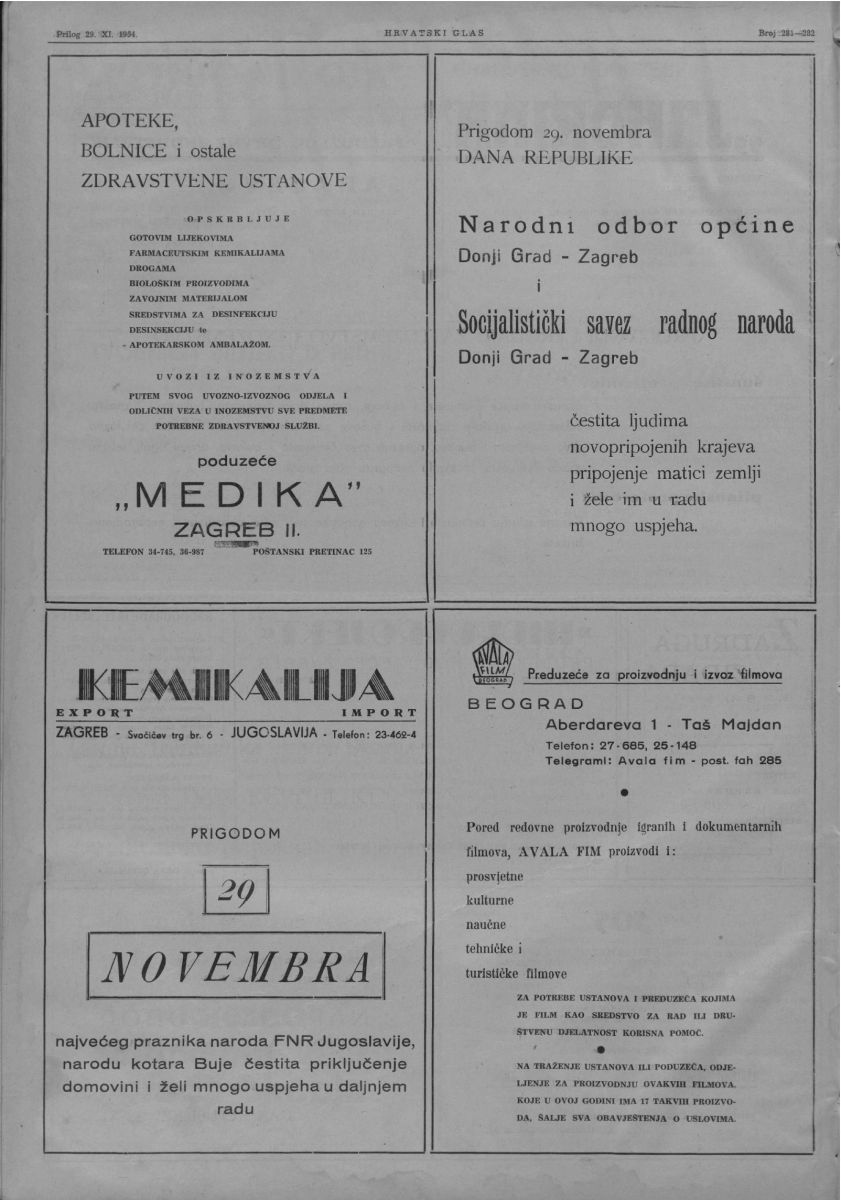 Prilog 29. XI. 1954.
HRVATSKI GLAS
Broj 281—282
APOTEKE,
BOLNICE i ostale
ZDRAVSTVENE USTANOVE
OPSKRBLJUJE
GOTOVIM LIJEKOVIMA
FARMACEUTSKIM KEMIKALIJAMA
DROGAMA
BIOLOŠKIM PROIZVODIMA
ZAVOJNIM MATERIJALOM
SREDSTVIMA ZA DESINFEKCIJU
DESINSEKCIJU te
APOTEKARSKOM AMBALAŽOM.
UVOZI IZ INOZEMSTVA
PUTEM SVOG UVOZNO-IZVOZNOG ODJELA I
ODLIČNIH VEZA U INOZEMSTVU SVE PREDMETE
POTREBNE ZDRAVSTVENOJ SLUŽBI.
poduzeće
„MEDIKA”
ZAGREB II.
TELEFON 34-745, 36-987 POŠTANSKI PRETINAC 125
Prigodom 29. novembra
DANA REPUBLIKE
Narodni odbor općine
Donji Grad - Zagreb
i
Socijalistički savez radnog naroda
Donji Grad - Zagreb
čestita ljudima
novopripojenih krajeva
pripojenje matici zemlji
i žele im u radu
mnogo uspjeha.
KEMIKALIJA
EXPORT IMPORT
ZAGREB - Svačićev trg br. 6 - JUGOSLAVIJA - Telefon: 23-462-4
PRIGODOM
29
NOVEMBRA
najvećeg praznika naroda FNR Jugoslavije,
narodu kotara Buje čestita priključenje
domovini i želi mnogo uspjeha u daljnjem
radu
AVALA
FILM
BEOGRAD
Preduzeće za proizvodnju i izvoz filmova
BEOGRAD
Aberdareva 1 - Taš Majdan
Telefon: 27-685, 25-148
Telegrami: Avala fim - post. fah 285
Pored redovne proizvodnje igranih i dokumentarnih
filmova, AVALA FIM proizvodi i:
prosvjetne
kulturne
naučne
tehničke i
turističke filmove
ZA POTREBE USTANOVA I PREDUZEĆA KOJIMA
JE FILM KAO SREDSTVO ZA RAD ILI DRU-
ŠTVENU DJELATNOST KORISNA POMOĆ.
NA TRAŽENJE USTANOVA ILI PODUZEĆA, ODJE-
LJENJE ZA PROIZVODNJU OVAKVIH FILMOVA,
KOJE U OVOJ GODINI IMA 17 TAKVIH PROIZVO-
DA, ŠALJE SVA OBAVJEŠTENJA O USLOVIMA.